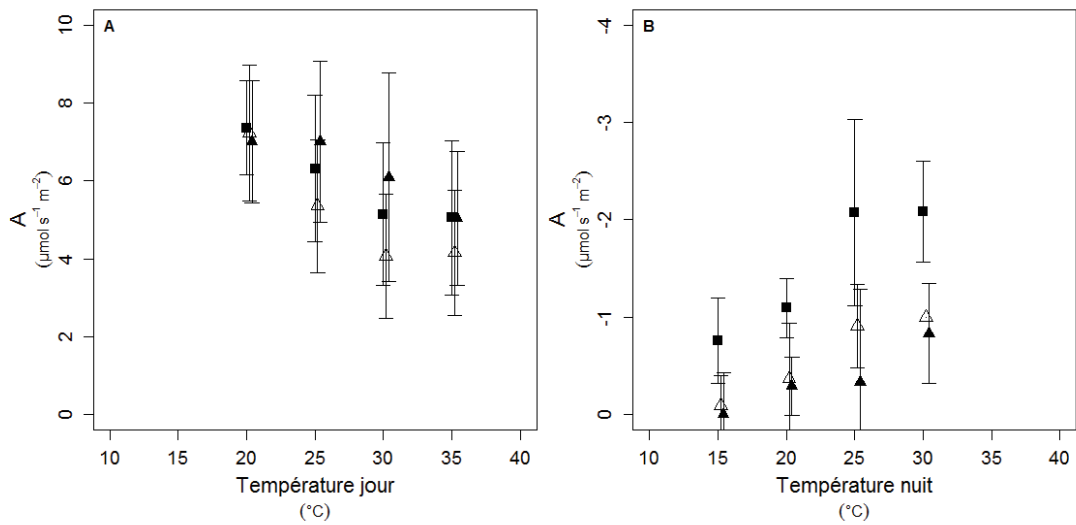 A
10
8
6
4
2
0
A
(µmol s⁻¹ m⁻²)
10 15 20 25 30 35 40
Température jour
(°C)
B
-4
-3
-2
-1
0
A
(µmol s⁻¹ m⁻²)
10 15 20 25 30 35 40
Température nuit
(°C)